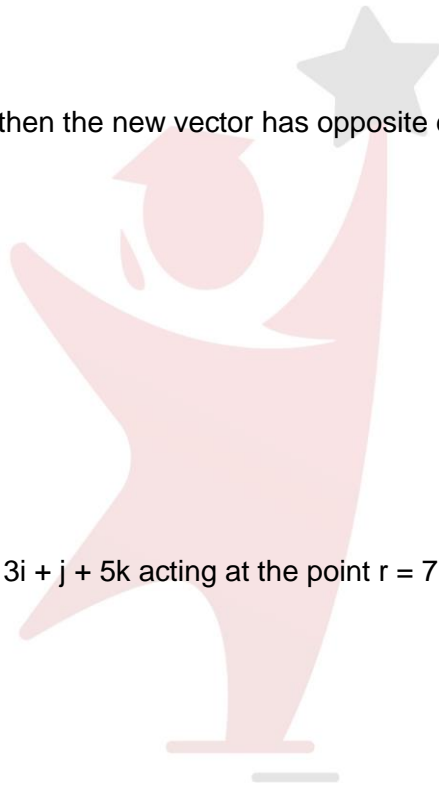 then the new vector has opposite
3i + j + 5k acting at the point r = 7